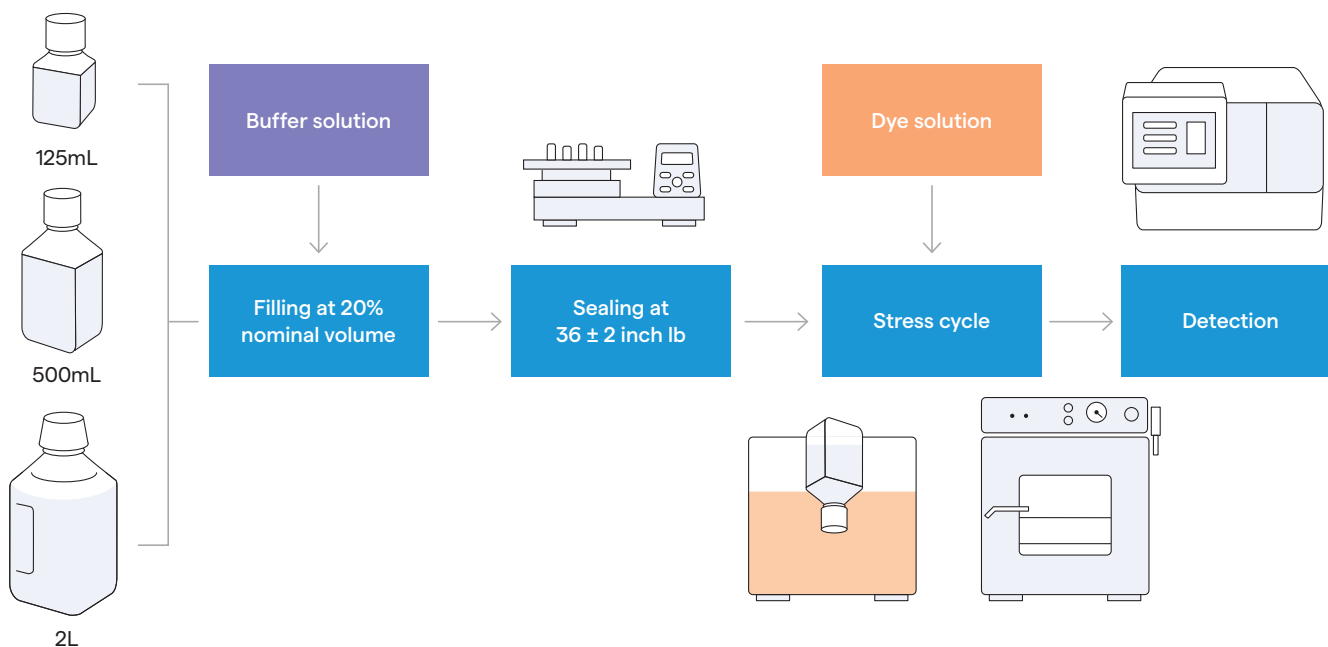 125mL
500mL
2L
Buffer solution
Filling at 20%
nominal volume
Sealing at
36 ± 2 inch lb
Dye solution
Stress cycle
Detection